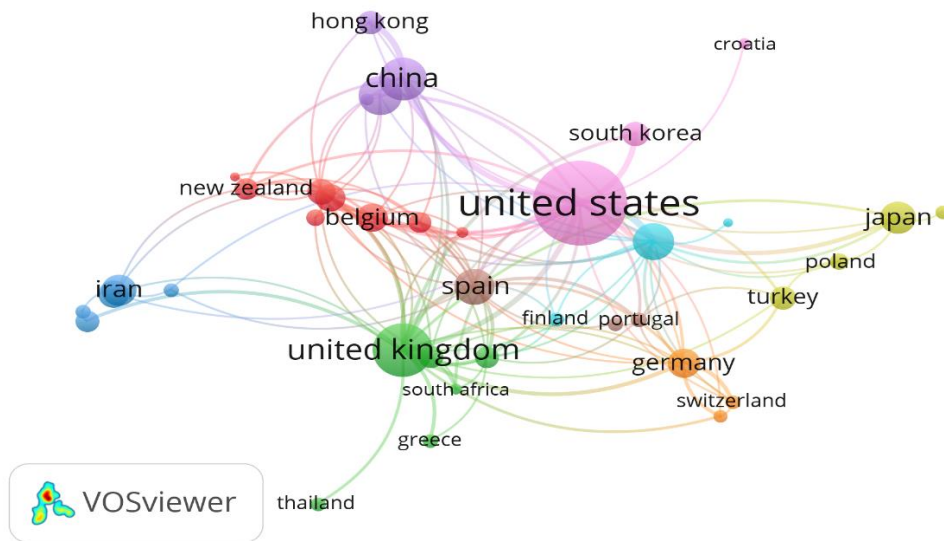 hong kong
croatia
china
south korea
new zealand
united states
belgium
japan
poland
iran
spain
turkey
finland
portugal
united kingdom
germany
south africa
switzerland
greece
thailand
VOSviewer